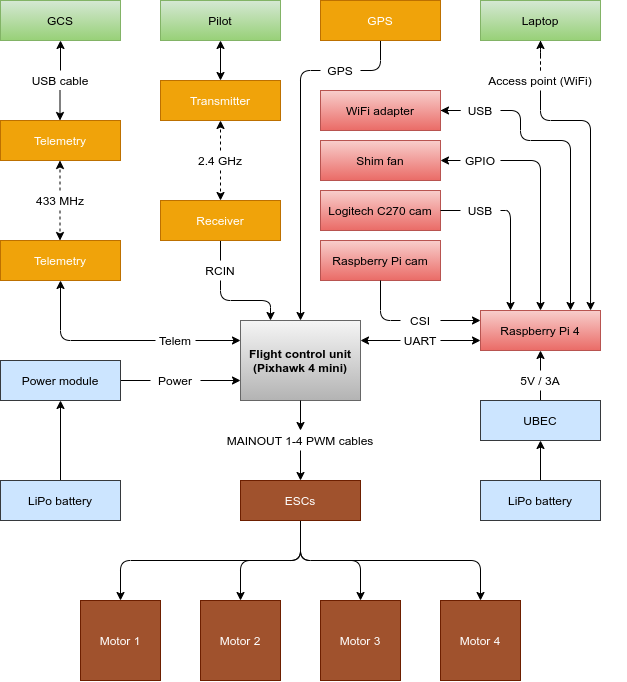 GCS
Pilot
GPS
Laptop
USB cable
GPS
Access point (WiFi)
Transmitter
WiFi adapter
USB
Telemetry
2.4 GHz
Shim fan
GPIO
433 MHz
Receiver
Logitech C270 cam
USB
Telemetry
RCIN
Raspberry Pi cam
Telem
Flight control unit
(Pixhawk 4 mini)
CSI
UART
Raspberry Pi 4
Power module
Power
5V / 3A
MAINOUT 1-4 PWM cables
UBEC
LiPo battery
ESCs
LiPo battery
Motor 1
Motor 2
Motor 3
Motor 4